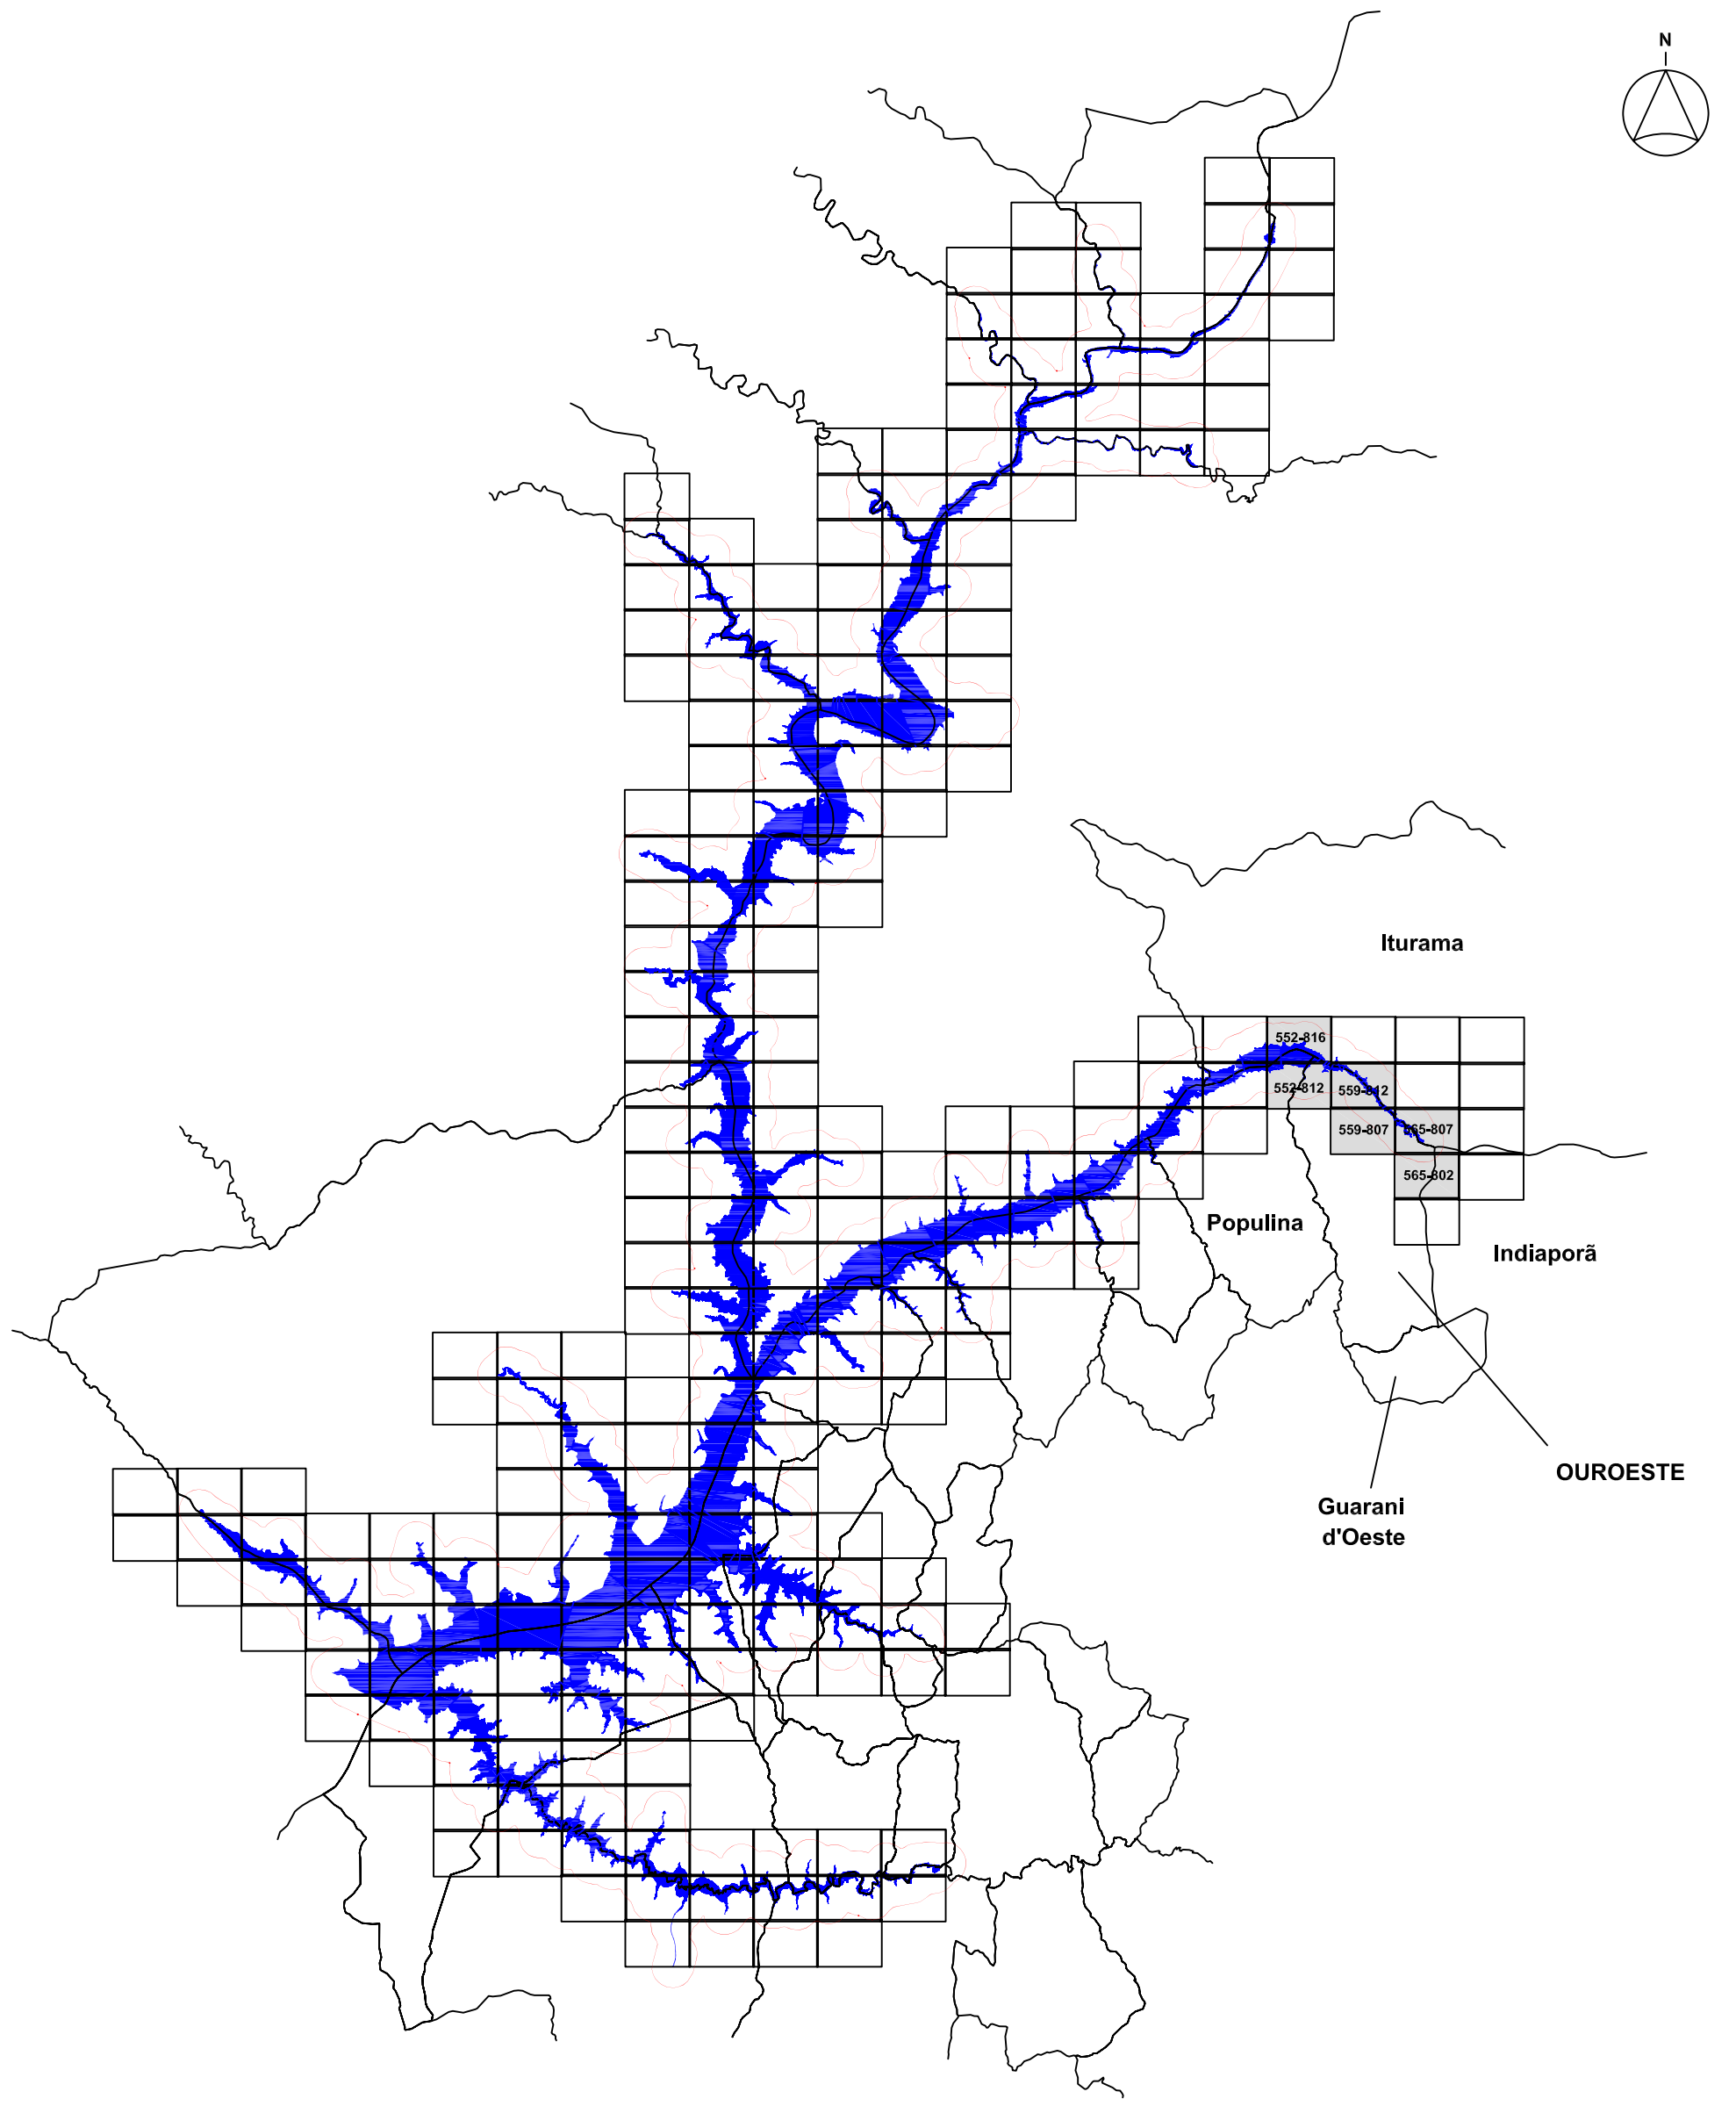 N
Iturama
552-816
552-812
559-812
559-807
565-807
565-802
Populina
Indiaporã
OUROESTE
Guarani
d'Oeste